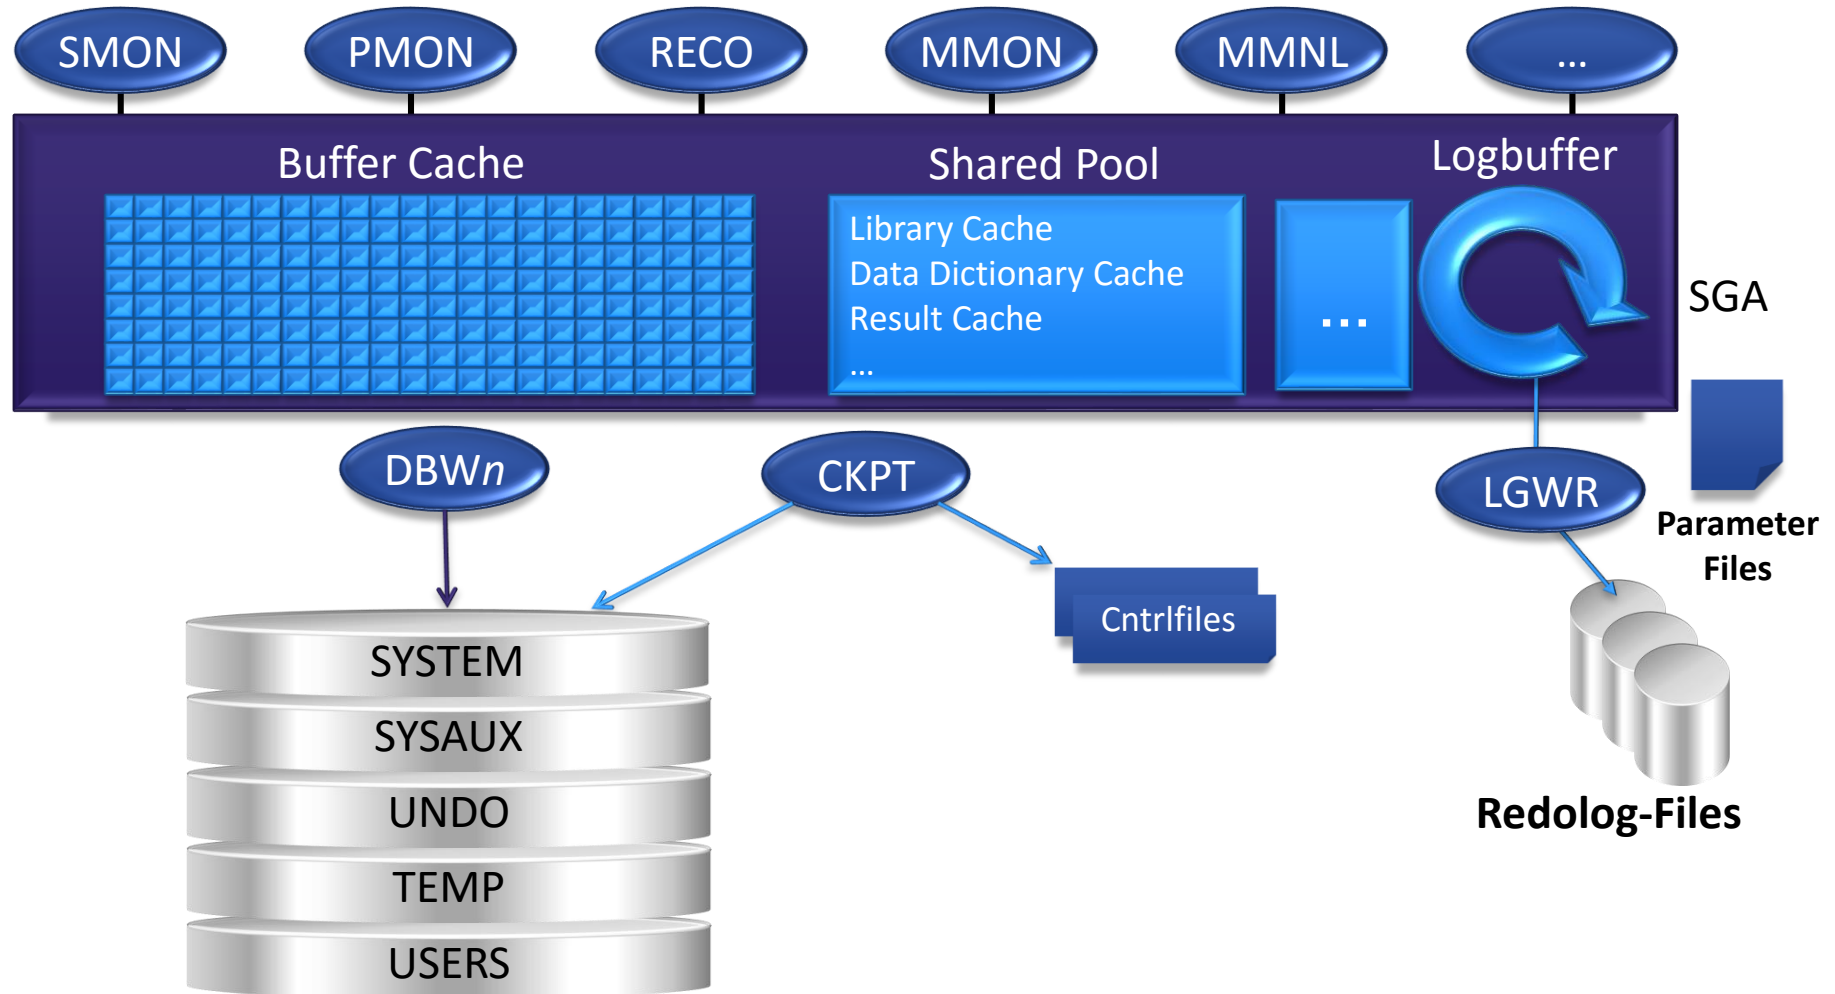 SMON
PMON
RECO
MMON
MMNL
...
Buffer Cache
Shared Pool
Logbuffer
Library Cache
Data Dictionary Cache
Result Cache
...
...
SGA
DBWn
CKPT
LGWR
Parameter
Files
Cntrlfiles
SYSTEM
SYSAUX
UNDO
TEMP
USERS
Redolog-Files